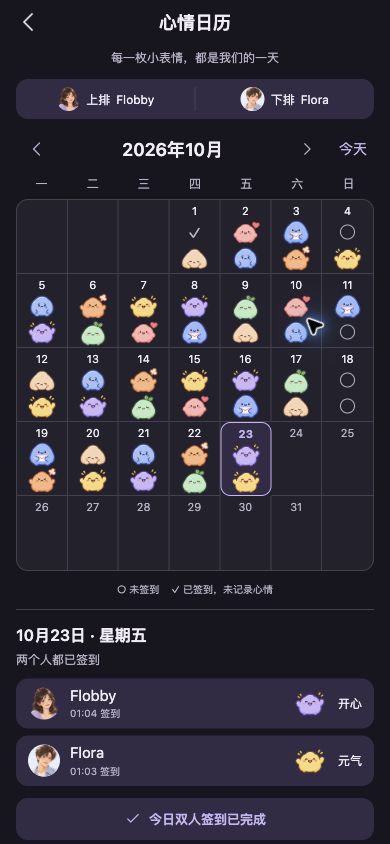 心情日历
每一枚小表情，都是我们的一天
上排 Flobby 下排 Flora
2026年10月 今天
一 二 三 四 五 六 日
1 2 3 4
5 6 7 8 9 10 11
12 13 14 15 16 17 18
19 20 21 22 23 24 25
26 27 28 29 30 31
未签到 已签到，未记录心情
10月23日 · 星期五
两个人都已签到
Flobby
01:04 签到
开心
Flora
01:03 签到
元气
今日双人签到已完成